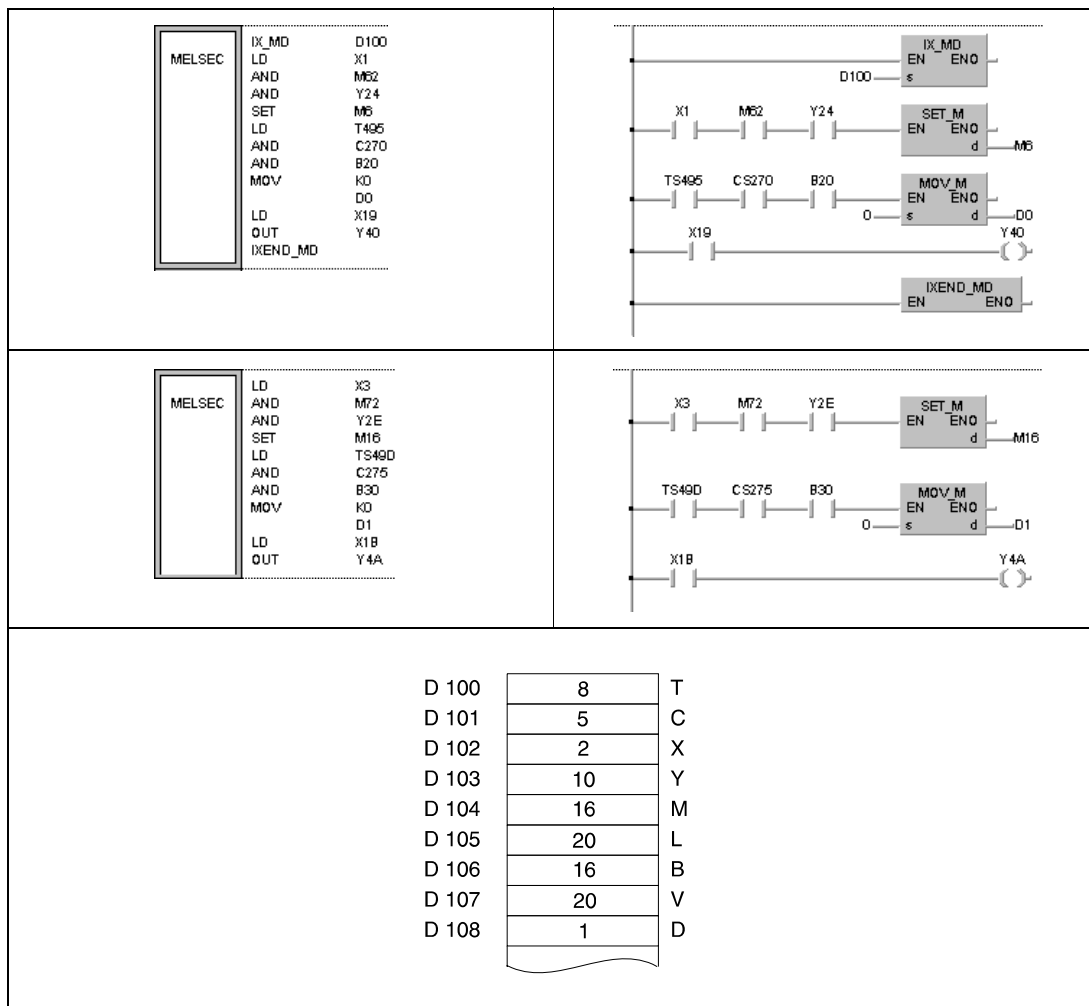 MELSEC
IX_MD D100
LD X1
AND M62
AND Y24
SET M6
LD T495
AND C270
AND B20
MOV K0
D0
LD X19
OUT Y40
IXEND_MD
IX_MD
EN ENO
D100 s
X1 M62 Y24 SET_M
EN ENO
d M6
TS495 CS270 B20 MOV_M
EN ENO
0 s d D0
X19 Y40
IXEND_MD
EN ENO
MELSEC
LD X3
AND M72
AND Y2E
SET M16
LD TS49D
AND C275
AND B30
MOV K0
D1
LD X1B
OUT Y4A
X3 M72 Y2E SET_M
EN ENO
d M16
TS49D CS275 B30 MOV_M
EN ENO
0 s d D1
X1B Y4A
D 100 8 T
D 101 5 C
D 102 2 X
D 103 10 Y
D 104 16 M
D 105 20 L
D 106 16 B
D 107 20 V
D 108 1 D